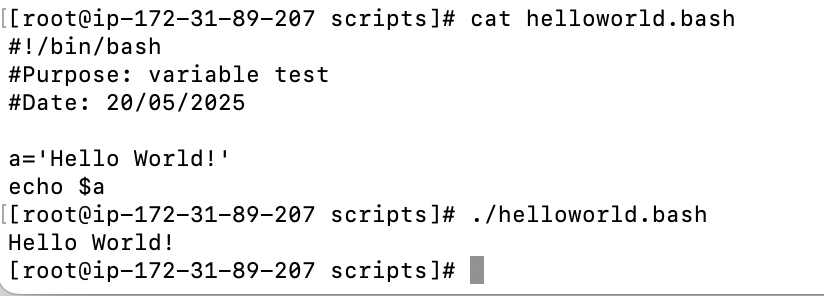 [[root@ip-172-31-89-207 scripts]# cat helloworld.bash
#!/bin/bash
#Purpose: variable test
#Date: 20/05/2025

a='Hello World!'
echo $a
[[root@ip-172-31-89-207 scripts]# ./helloworld.bash
Hello World!
[root@ip-172-31-89-207 scripts]#